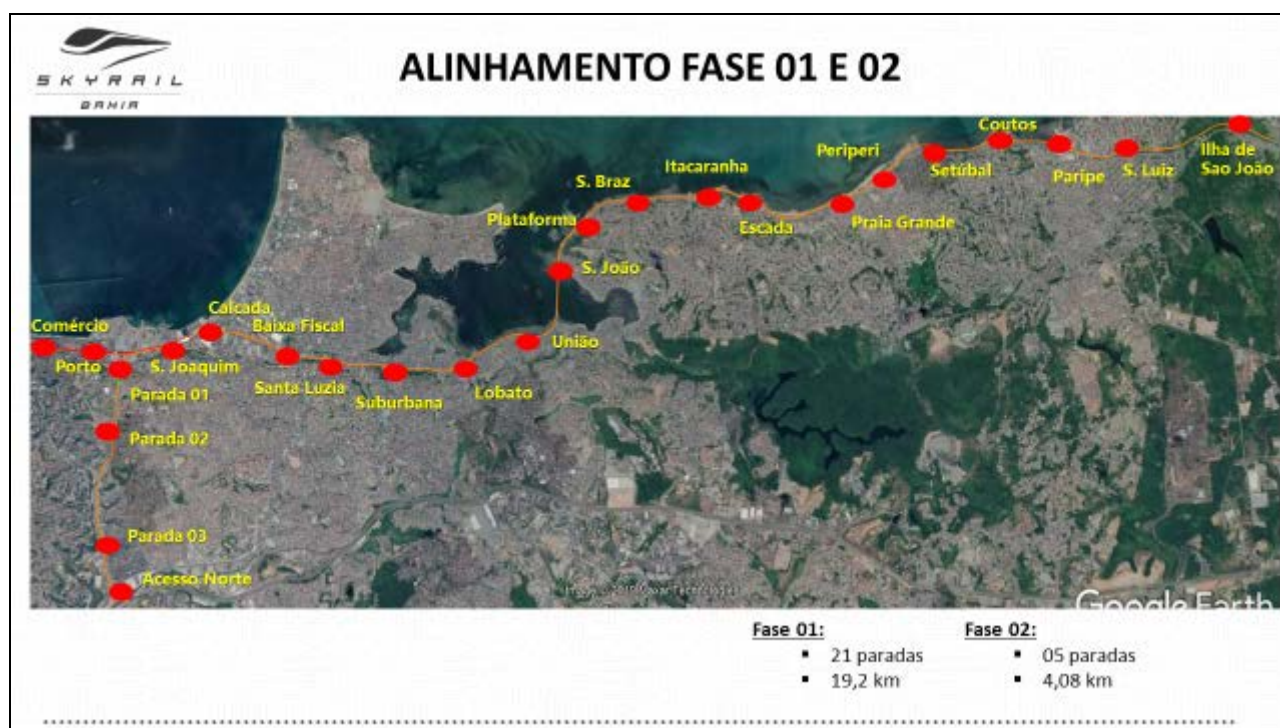 SKYRAIL
BAHIA
ALINHAMENTO FASE 01 E 02
Coutos
Periperi
Setúbal
Paripe
S. Luiz
Ilha de
Sao João
Itacaranha
S. Braz
Escada
Praia Grande
Plataforma
S. João
Calcada
Comércio
Baixa Fiscal
União
Porto
S. Joaquim
Santa Luzia
Suburbana
Lobato
Parada 01
Parada 02
Parada 03
Acesso Norte
Google Earth
Fase 01:
21 paradas
19,2 km
Fase 02:
05 paradas
4,08 km